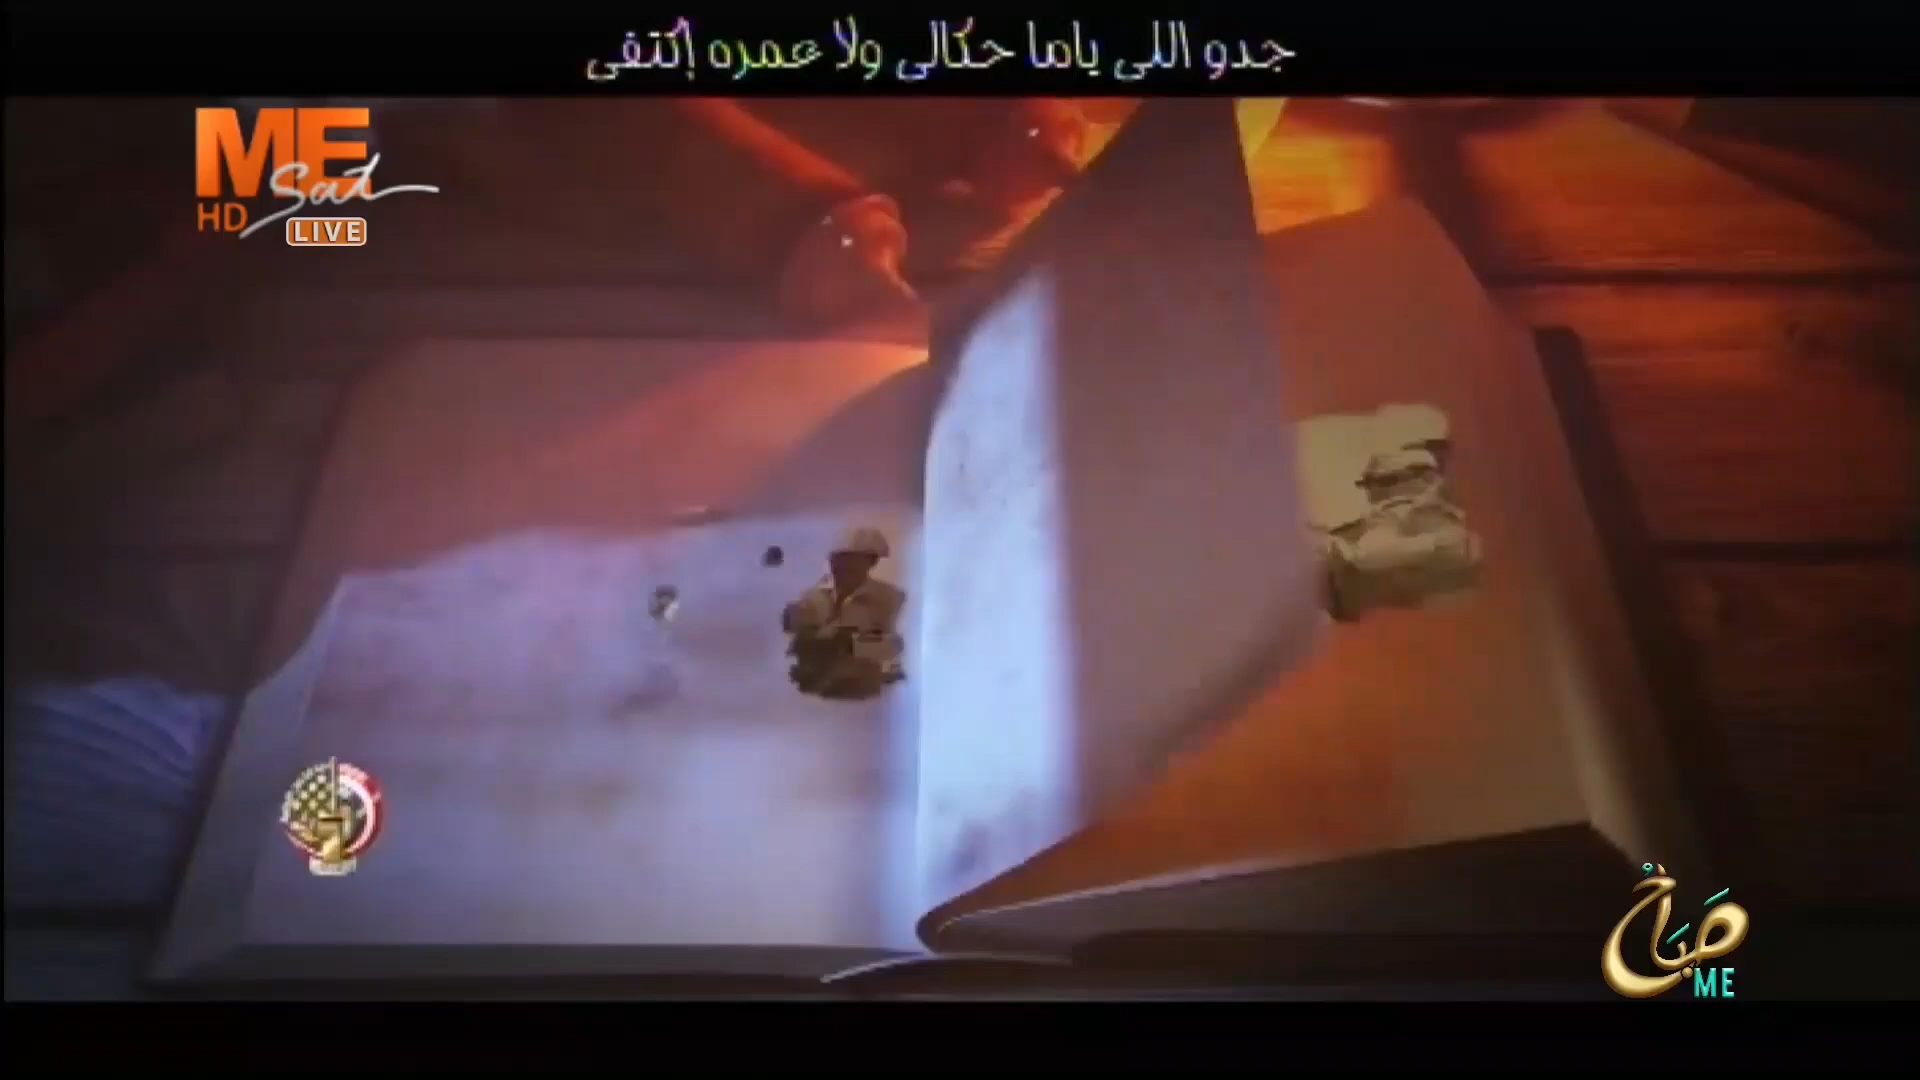 جدو اللى ياما حكالى ولا عمره إكتفى
ME
Sat
HD
LIVE
صَبَاحُ
ME